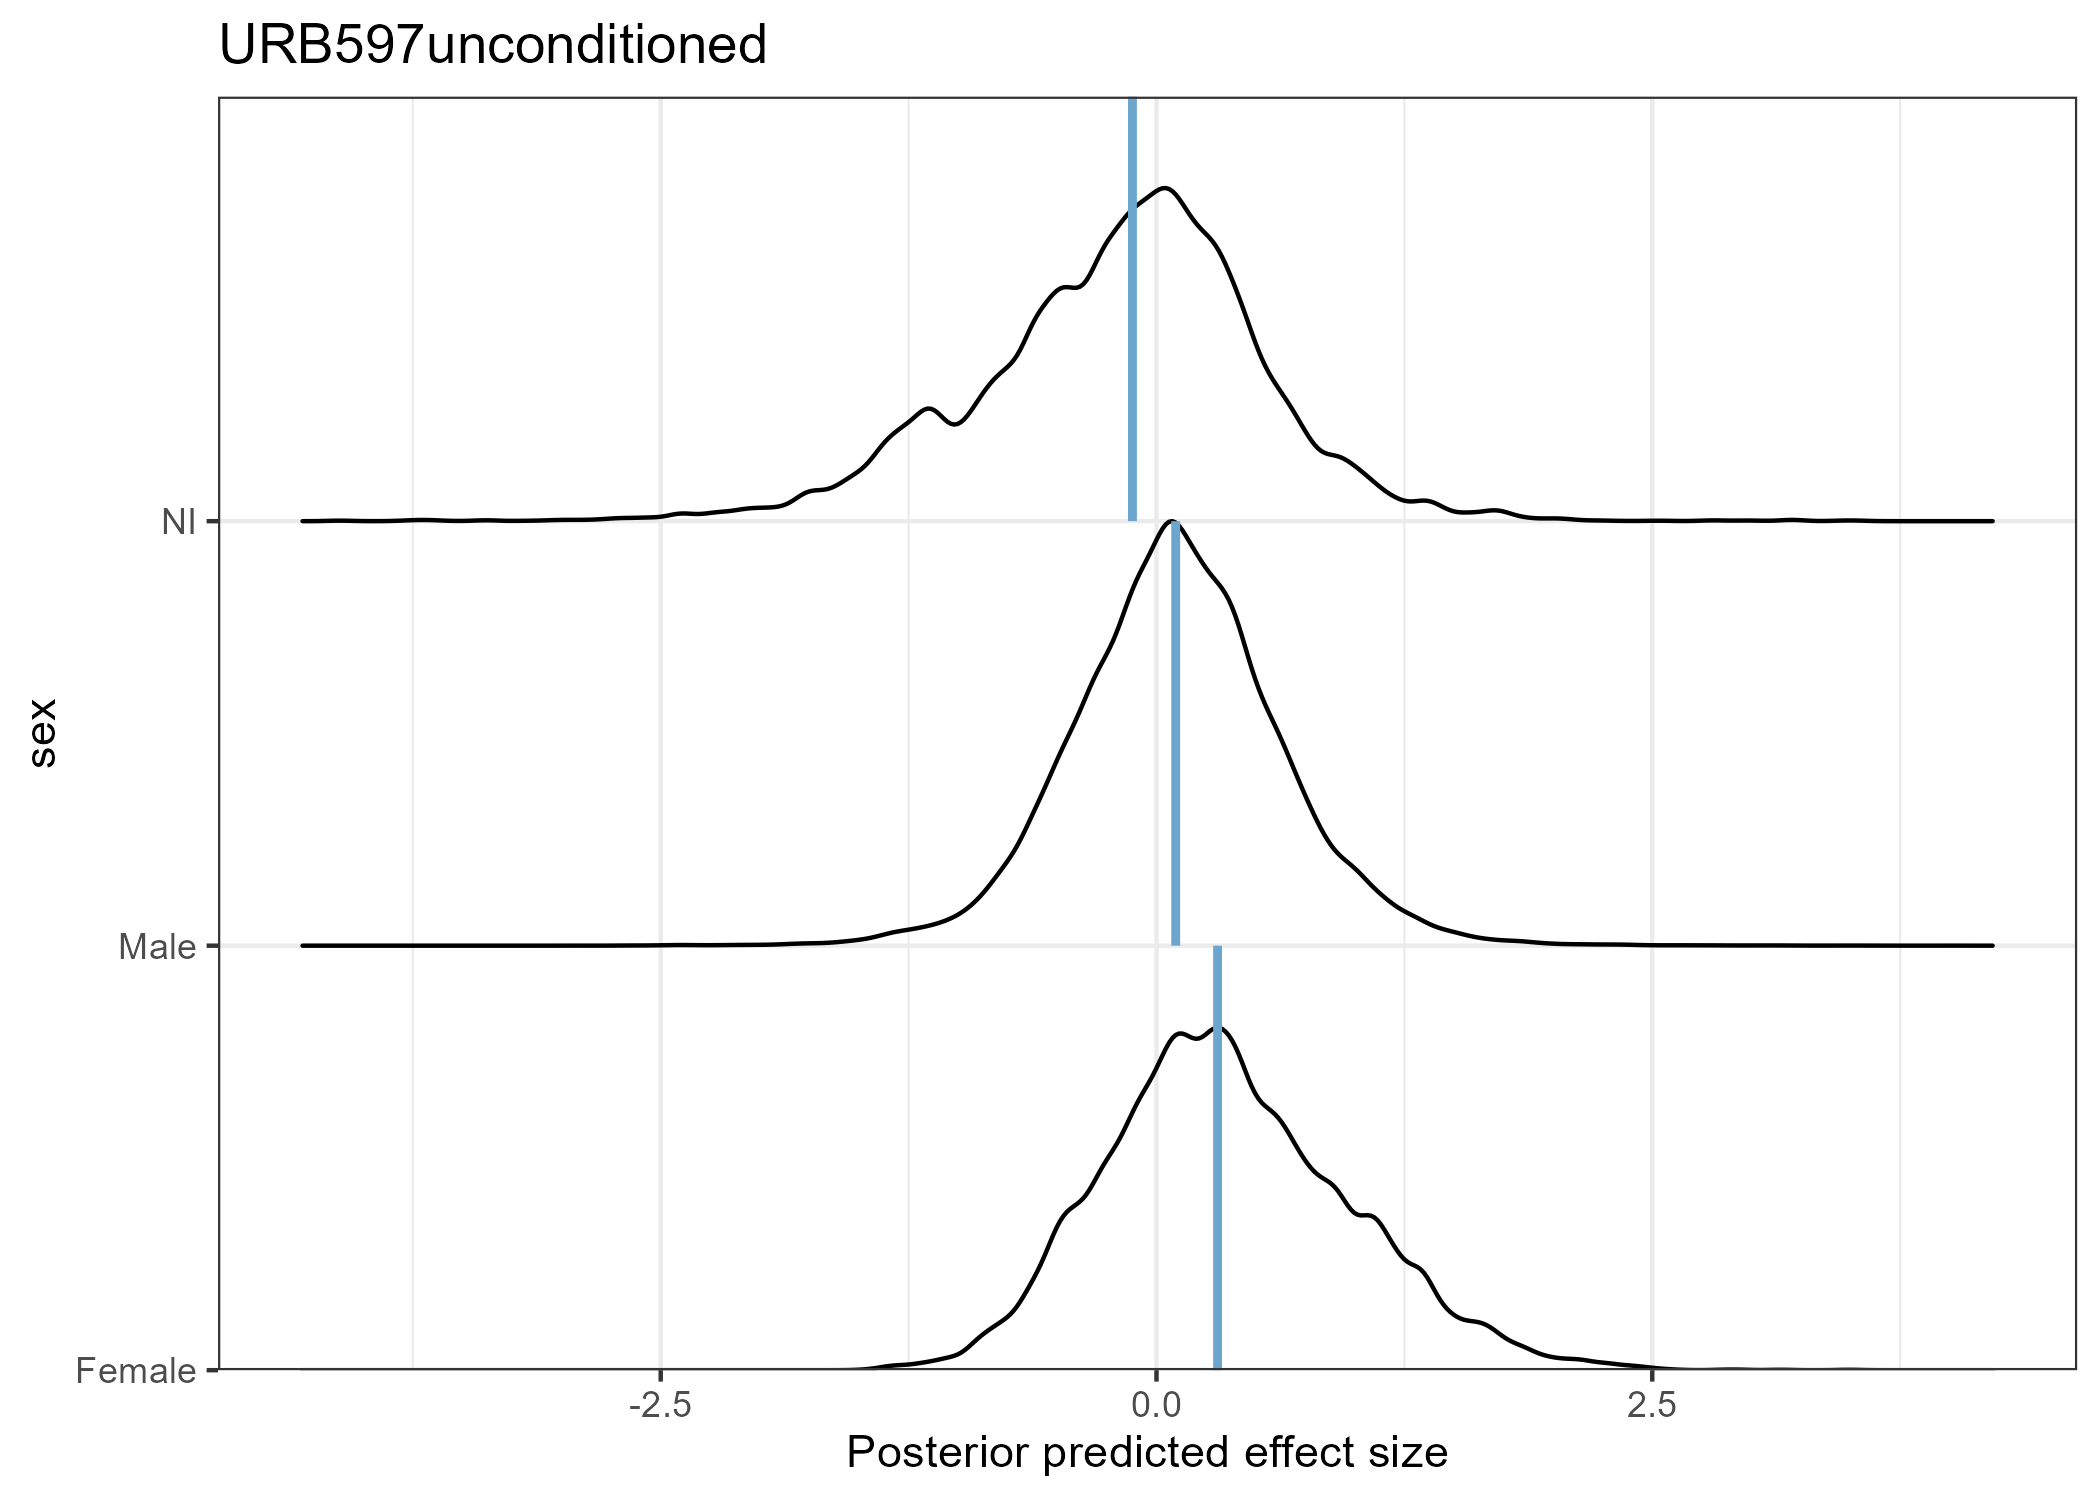 URB597unconditioned
NI
Male
Female
sex
-2.5
0.0
2.5
Posterior predicted effect size